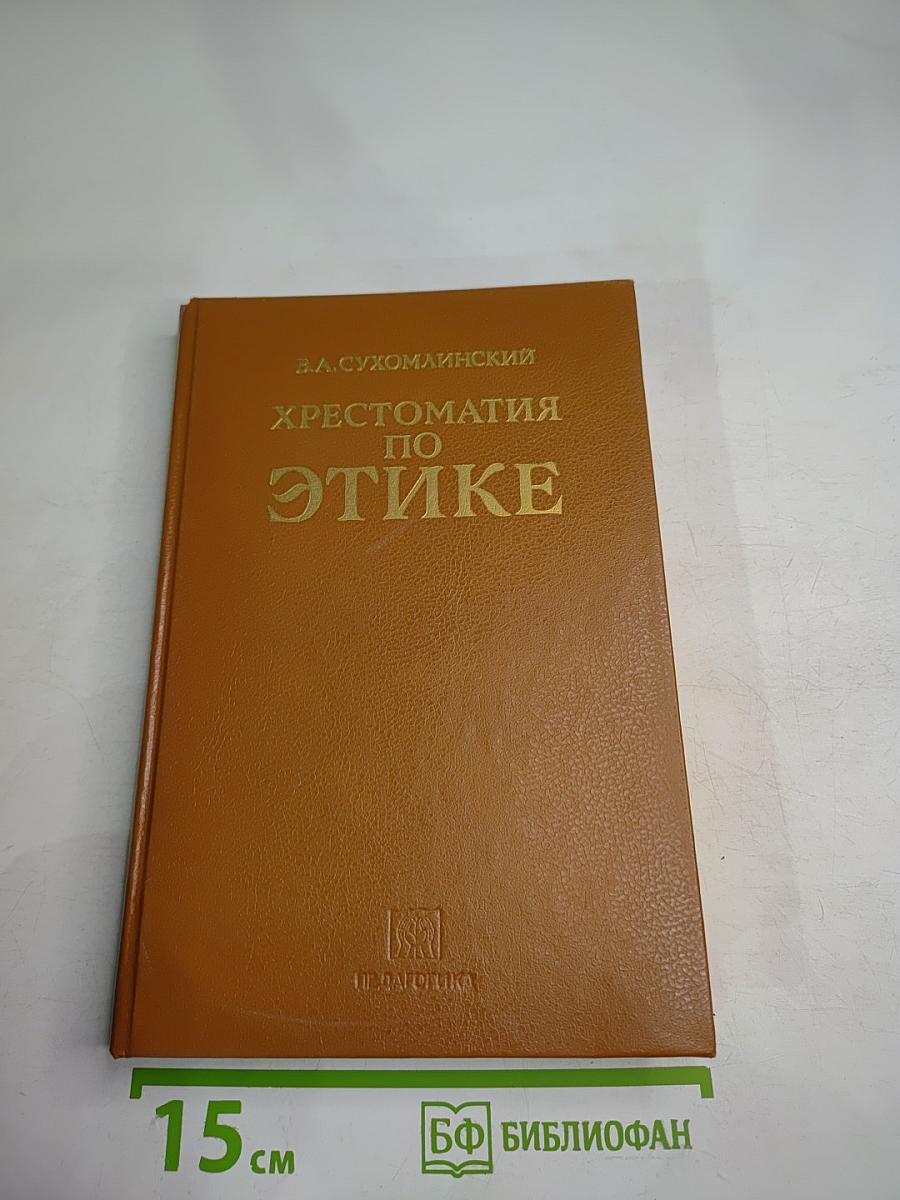 В.А.СУХОМЛИНСКИЙ
ХРЕСТОМАТИЯ
ПО
ЭТИКЕ
ПЕДАГОГИКА
15 см
БФ БИБЛИОФАН